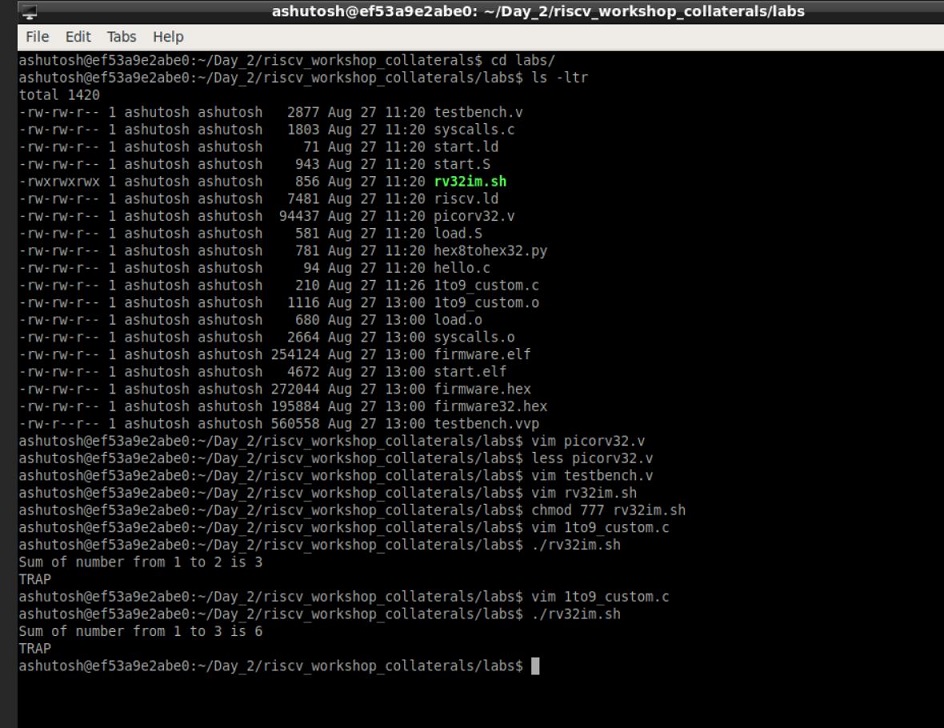 ashutosh@ef53a9e2abe0: ~/Day_2/riscv_workshop_collaterals/labs
File Edit Tabs Help
ashutosh@ef53a9e2abe0:~/Day_2/riscv_workshop_collaterals$ cd labs/
ashutosh@ef53a9e2abe0:~/Day_2/riscv_workshop_collaterals/labs$ ls -ltr
total 1420
-rw-rw-r-- 1 ashutosh ashutosh   2877 Aug 27 11:20 testbench.v
-rw-rw-r-- 1 ashutosh ashutosh   1803 Aug 27 11:20 syscalls.c
-rw-rw-r-- 1 ashutosh ashutosh     71 Aug 27 11:20 start.ld
-rw-rw-r-- 1 ashutosh ashutosh    943 Aug 27 11:20 start.S
-rwxrwxrwx 1 ashutosh ashutosh    856 Aug 27 11:20 rv32im.sh
-rw-rw-r-- 1 ashutosh ashutosh   7481 Aug 27 11:20 riscv.ld
-rw-rw-r-- 1 ashutosh ashutosh  94437 Aug 27 11:20 picorv32.v
-rw-rw-r-- 1 ashutosh ashutosh    581 Aug 27 11:20 load.S
-rw-rw-r-- 1 ashutosh ashutosh    781 Aug 27 11:20 hex8tohex32.py
-rw-rw-r-- 1 ashutosh ashutosh     94 Aug 27 11:20 hello.c
-rw-rw-r-- 1 ashutosh ashutosh    210 Aug 27 11:26 1to9_custom.c
-rw-rw-r-- 1 ashutosh ashutosh   1116 Aug 27 13:00 1to9_custom.o
-rw-rw-r-- 1 ashutosh ashutosh    680 Aug 27 13:00 load.o
-rw-rw-r-- 1 ashutosh ashutosh   2664 Aug 27 13:00 syscalls.o
-rw-rw-r-- 1 ashutosh ashutosh 254124 Aug 27 13:00 firmware.elf
-rw-rw-r-- 1 ashutosh ashutosh   4672 Aug 27 13:00 start.elf
-rw-rw-r-- 1 ashutosh ashutosh 272044 Aug 27 13:00 firmware.hex
-rw-rw-r-- 1 ashutosh ashutosh 195884 Aug 27 13:00 firmware32.hex
-rw-r--r-- 1 ashutosh ashutosh 560558 Aug 27 13:00 testbench.vvp
ashutosh@ef53a9e2abe0:~/Day_2/riscv_workshop_collaterals/labs$ vim picorv32.v
ashutosh@ef53a9e2abe0:~/Day_2/riscv_workshop_collaterals/labs$ less picorv32.v
ashutosh@ef53a9e2abe0:~/Day_2/riscv_workshop_collaterals/labs$ vim testbench.v
ashutosh@ef53a9e2abe0:~/Day_2/riscv_workshop_collaterals/labs$ vim rv32im.sh
ashutosh@ef53a9e2abe0:~/Day_2/riscv_workshop_collaterals/labs$ chmod 777 rv32im.sh
ashutosh@ef53a9e2abe0:~/Day_2/riscv_workshop_collaterals/labs$ vim 1to9_custom.c
ashutosh@ef53a9e2abe0:~/Day_2/riscv_workshop_collaterals/labs$ ./rv32im.sh
Sum of number from 1 to 2 is 3
TRAP
ashutosh@ef53a9e2abe0:~/Day_2/riscv_workshop_collaterals/labs$ vim 1to9_custom.c
ashutosh@ef53a9e2abe0:~/Day_2/riscv_workshop_collaterals/labs$ ./rv32im.sh
Sum of number from 1 to 3 is 6
TRAP
ashutosh@ef53a9e2abe0:~/Day_2/riscv_workshop_collaterals/labs$